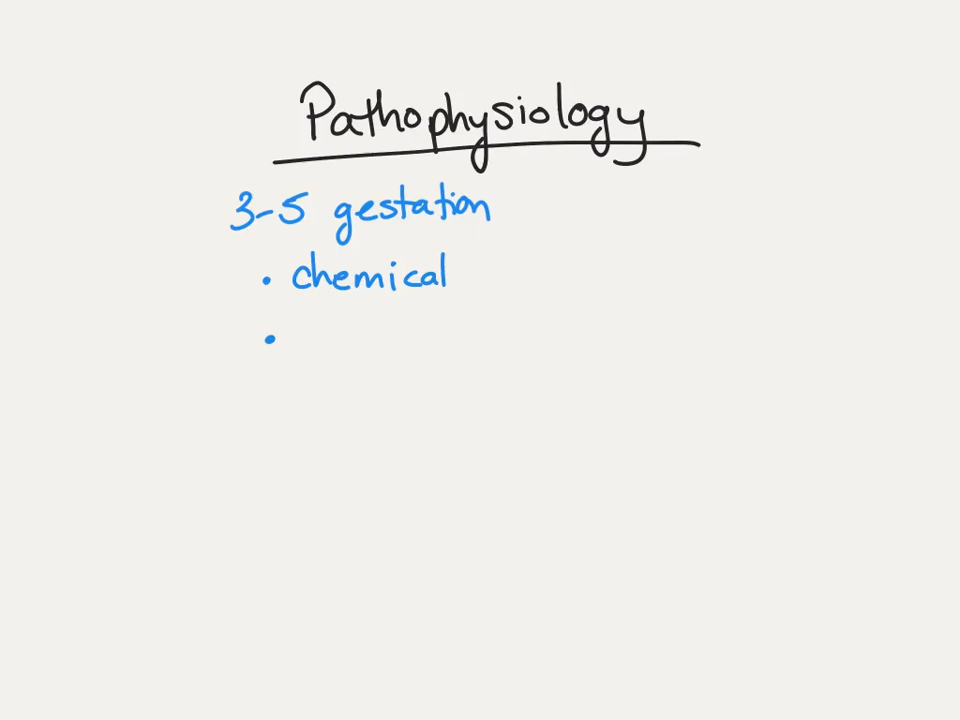 Pathophysiology
3-5 gestation
• chemical
•